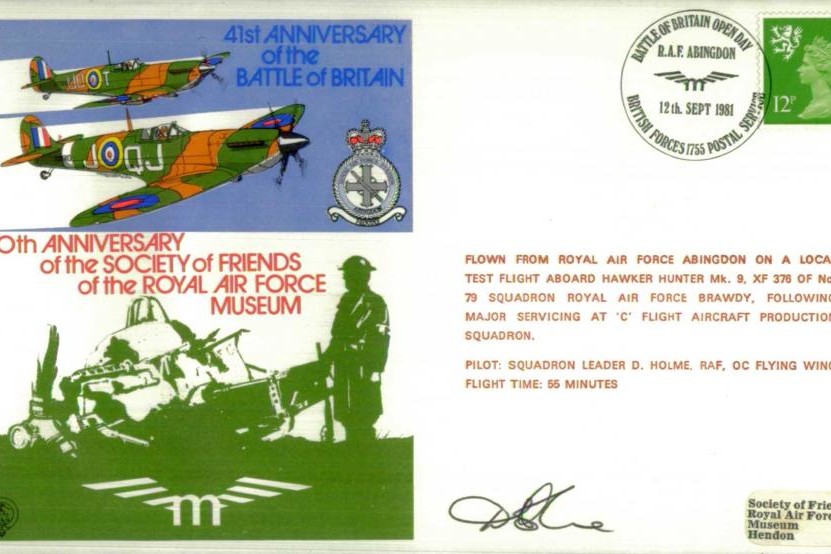 41st ANNIVERSARY
of the
BATTLE of BRITAIN
T
J QJ
0th ANNIVERSARY
of the SOCIETY of FRIENDS
of the ROYAL AIR FORCE
MUSEUM
m
BATTLE OF BRITAIN OPEN DAY
R.A.F. ABINGDON
12th. SEPT 1981
BRITISH FORCES 1755 POSTAL SERVICE
12P
FLOWN FROM ROYAL AIR FORCE ABINGDON ON A LOCA
TEST FLIGHT ABOARD HAWKER HUNTER Mk. 9, XF 376 OF No
79 SQUADRON ROYAL AIR FORCE BRAWDY, FOLLOWING
MAJOR SERVICING AT 'C' FLIGHT AIRCRAFT PRODUCTION
SQUADRON.
PILOT: SQUADRON LEADER D. HOLME, RAF, OC FLYING WING
FLIGHT TIME: 55 MINUTES
Society of Frie
Royal Air Forc
Museum
Hendon